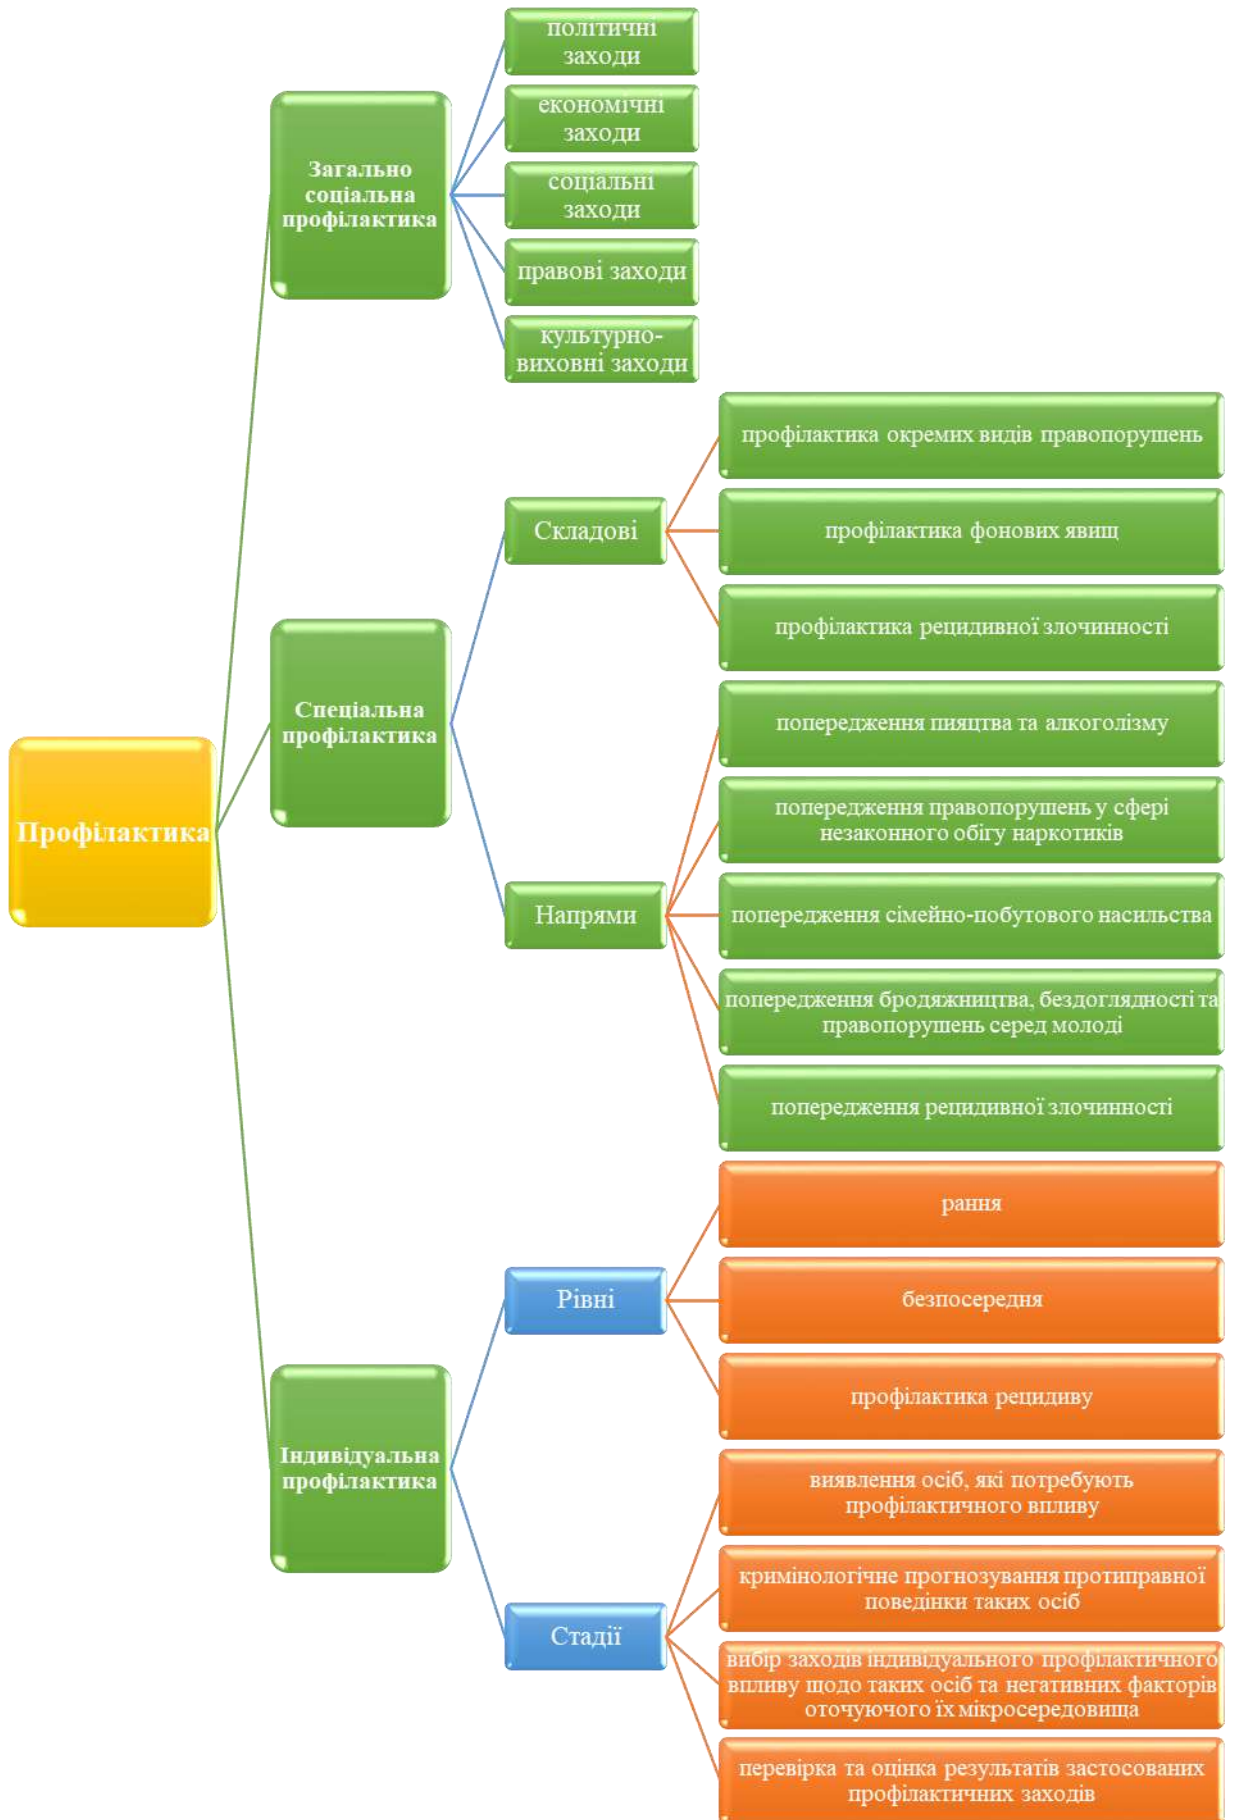 Профілактика
Загально
соціальна
профілактика
політичні
заходи
економічні
заходи
соціальні
заходи
правові заходи
культурно-
виховні заходи
Спеціальна
профілактика
Складові
профілактика окремих видів правопорушень
профілактика фонових явищ
профілактика рецидивної злочинності
Напрями
попередження пияцтва та алкоголізму
попередження правопорушень у сфері
незаконного обігу наркотиків
попередження сімейно-побутового насильства
попередження бродяжництва, бездоглядності та
правопорушень серед молоді
попередження рецидивної злочинності
Індивідуальна
профілактика
Рівні
рання
безпосередня
профілактика рецидиву
Стадії
виявлення осіб, які потребують
профілактичного впливу
кримінологічне прогнозування протиправної
поведінки таких осіб
вибір заходів індивідуального профілактичного
впливу щодо таких осіб та негативних факторів
оточуючого їх мікросередовища
перевірка та оцінка результатів застосованих
профілактичних заходів